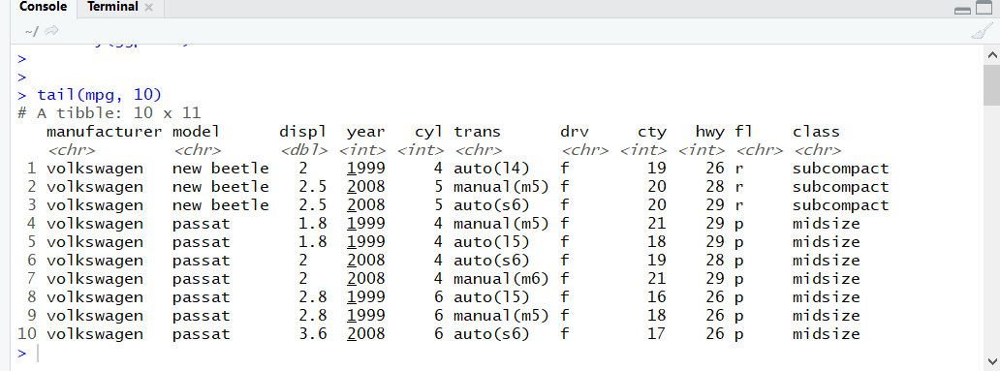 Console Terminal ×
~/
>
>
> tail(mpg, 10)
# A tibble: 10 x 11
   manufacturer model      displ  year   cyl trans      drv     cty   hwy fl    class
   <chr>        <chr>      <dbl> <int> <int> <chr>      <chr> <int> <int> <chr> <chr>
 1 volkswagen   new beetle   2    1999     4 auto(l4)   f        19    26 r     subcompact
 2 volkswagen   new beetle   2.5  2008     5 manual(m5) f        20    28 r     subcompact
 3 volkswagen   new beetle   2.5  2008     5 auto(s6)   f        20    29 r     subcompact
 4 volkswagen   passat       1.8  1999     4 manual(m5) f        21    29 p     midsize
 5 volkswagen   passat       1.8  1999     4 auto(l5)   f        18    29 p     midsize
 6 volkswagen   passat       2    2008     4 auto(s6)   f        19    28 p     midsize
 7 volkswagen   passat       2    2008     4 manual(m6) f        21    29 p     midsize
 8 volkswagen   passat       2.8  1999     6 auto(l5)   f        16    26 p     midsize
 9 volkswagen   passat       2.8  1999     6 manual(m5) f        18    26 p     midsize
10 volkswagen   passat       3.6  2008     6 auto(s6)   f        17    26 p     midsize
>